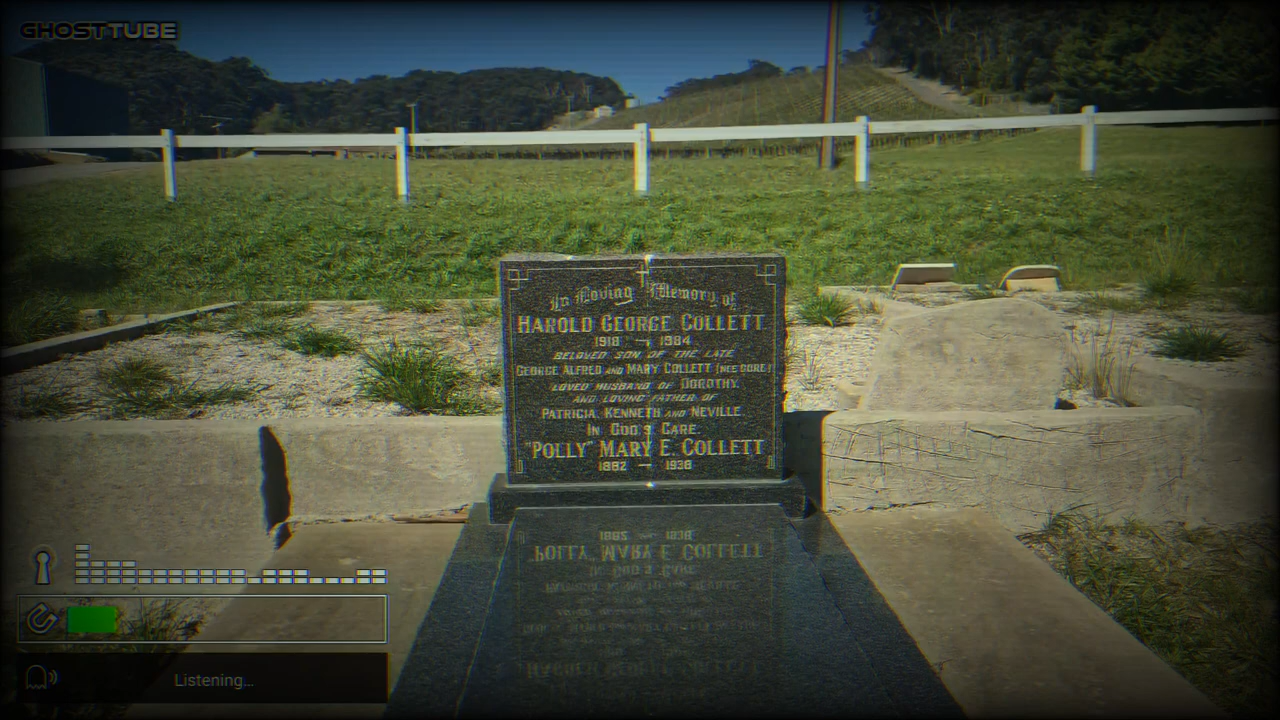 GHOSTTUBE
In Loving Memory of
HAROLD GEORGE COLLETT
1918 — 1984
BELOVED SON OF THE LATE
GEORGE ALFRED AND MARY COLLETT (NEE GORE)
LOVED HUSBAND OF DOROTHY.
AND LOVING FATHER OF
PATRICIA, KENNETH AND NEVILLE.
IN GOD'S CARE.
"POLLY" MARY E. COLLETT
1882 — 1938
Listening...